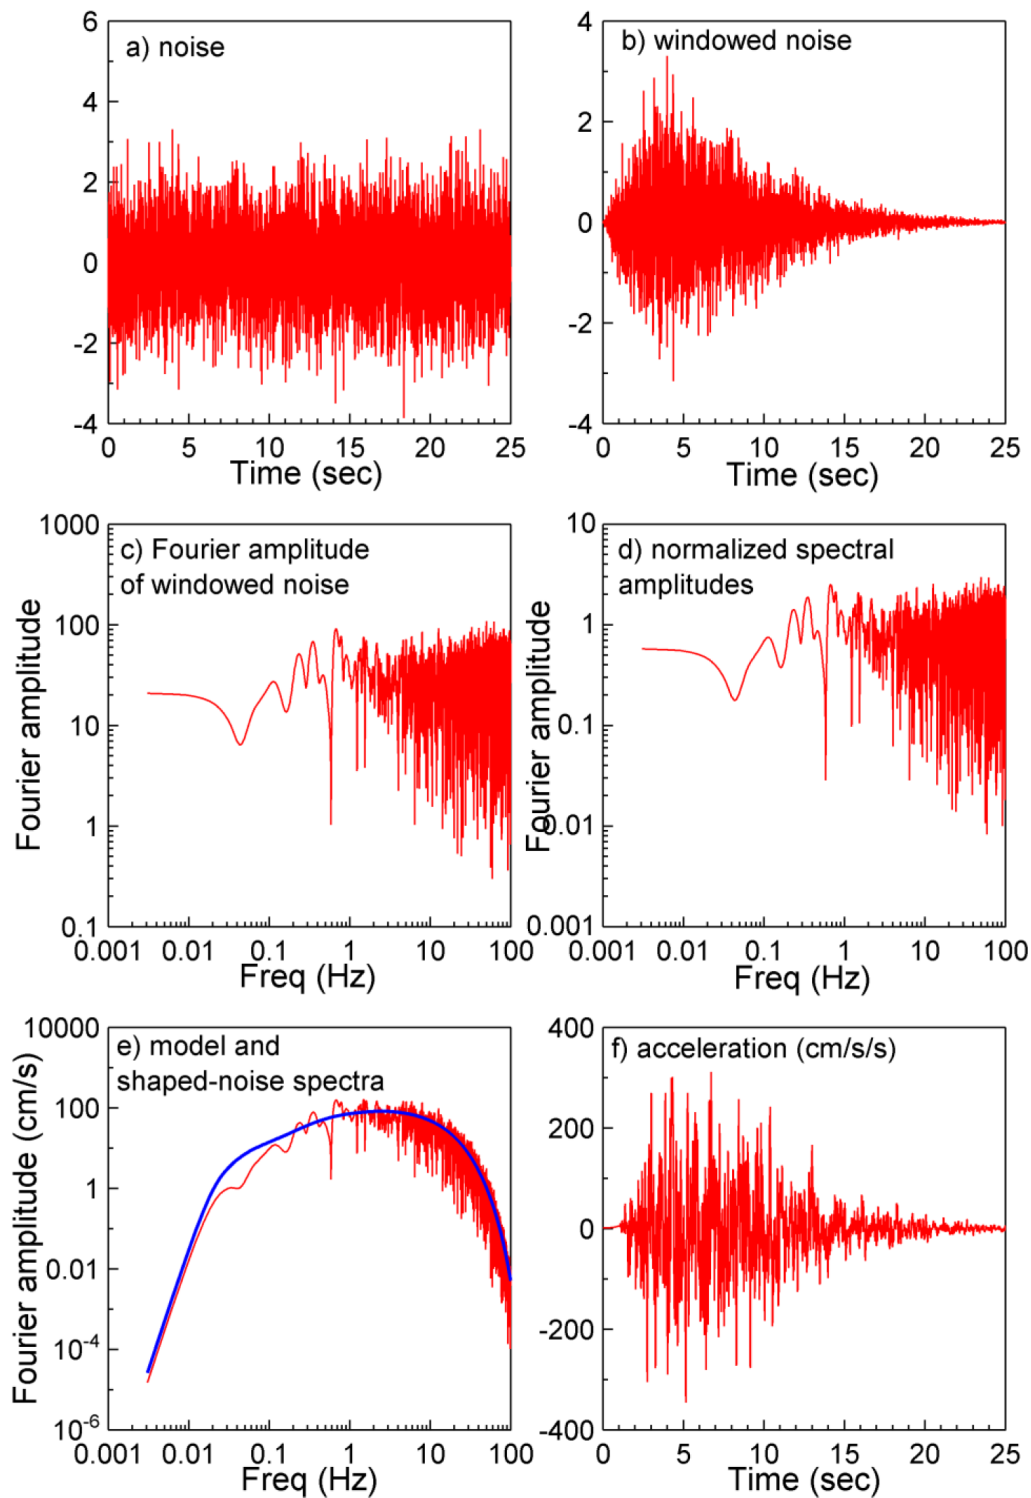 a) noise
6
4
2
0
-2
-4
0 5 10 15 20 25
Time (sec)
b) windowed noise
4
2
0
-2
-4
0 5 10 15 20 25
Time (sec)
c) Fourier amplitude
of windowed noise
Fourier amplitude
1000
100
10
1
0.1
0.001 0.01 0.1 1 10 100
Freq (Hz)
d) normalized spectral
amplitudes
Fourier amplitude
10
1
0.1
0.01
0.001
0.001 0.01 0.1 1 10 100
Freq (Hz)
e) model and
shaped-noise spectra
Fourier amplitude (cm/s)
10000
100
1
0.01
10⁻⁴
10⁻⁶
0.001 0.01 0.1 1 10 100
Freq (Hz)
f) acceleration (cm/s/s)
400
200
0
-200
-400
0 5 10 15 20 25
Time (sec)